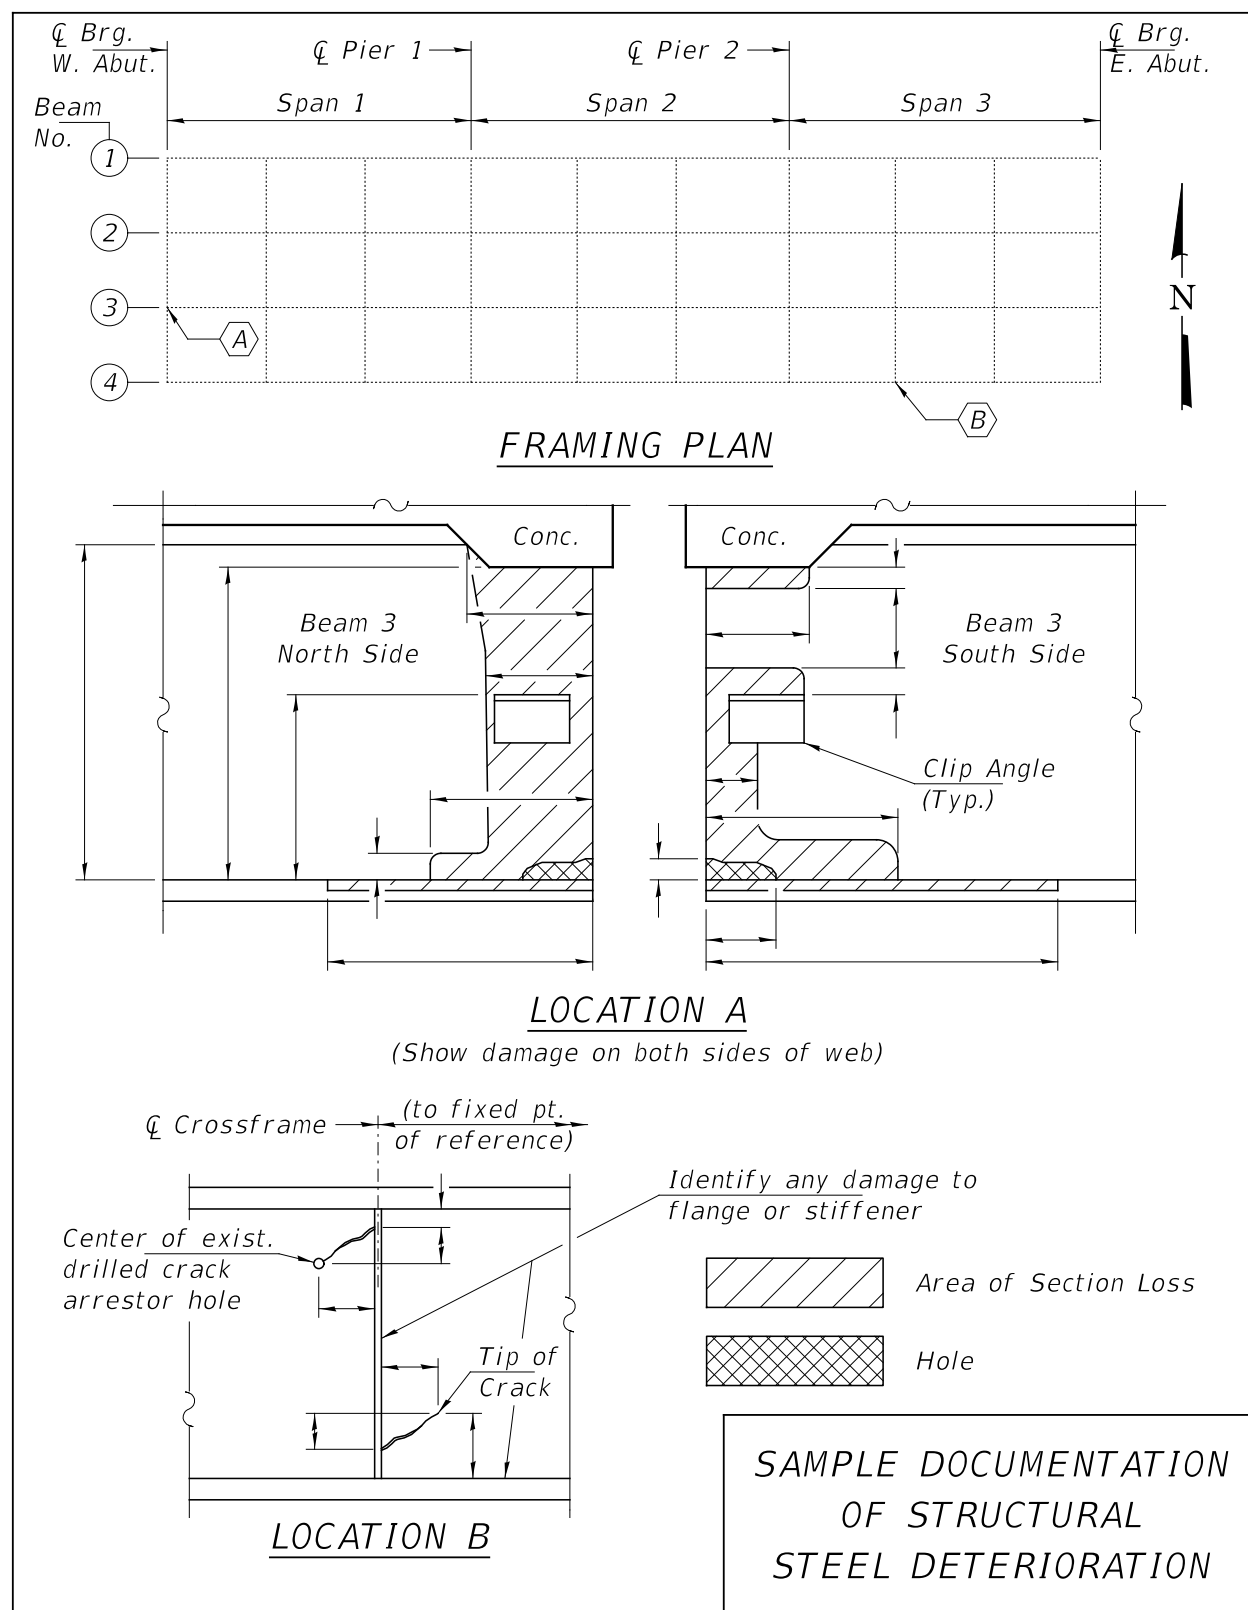 ℄ Brg.
W. Abut.
℄ Pier 1
℄ Pier 2
℄ Brg.
E. Abut.
Span 1
Span 2
Span 3
Beam
No.
1
2
3
4
A
B
N
FRAMING PLAN
Conc.
Conc.
Beam 3
North Side
Beam 3
South Side
Clip Angle
(Typ.)
LOCATION A
(Show damage on both sides of web)
℄ Crossframe
(to fixed pt.
of reference)
Identify any damage to
flange or stiffener
Center of exist.
drilled crack
arrestor hole
Tip of
Crack
Area of Section Loss
Hole
LOCATION B
SAMPLE DOCUMENTATION
OF STRUCTURAL
STEEL DETERIORATION